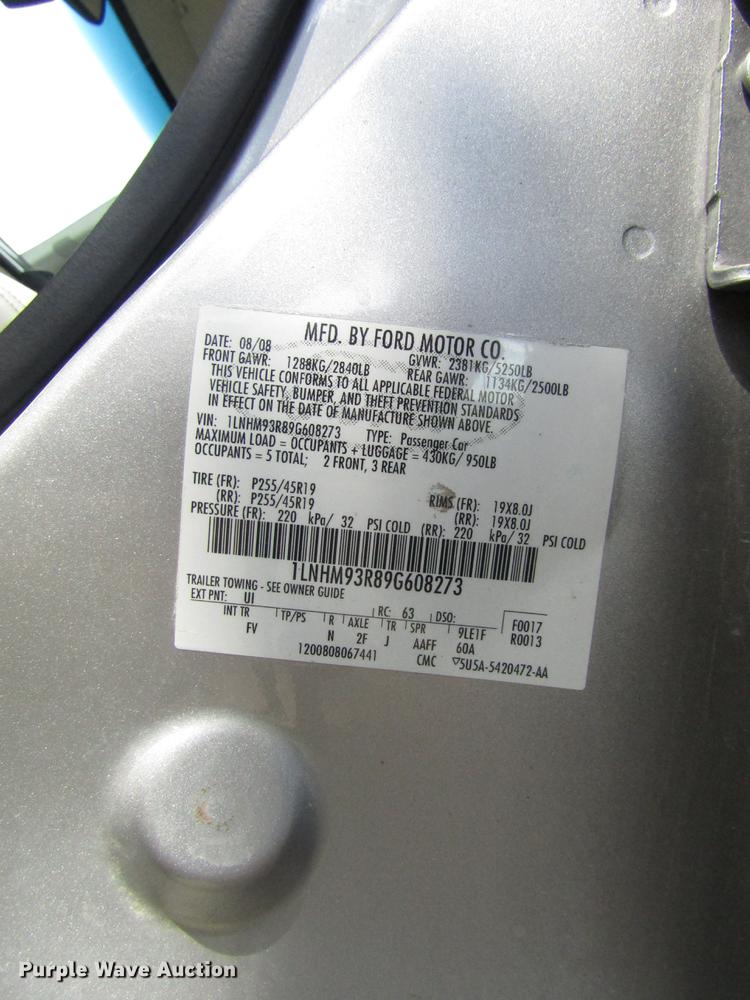 MFD. BY FORD MOTOR CO.
DATE: 08/08 GVWR: 2381KG/5250LB
FRONT GAWR: 1288KG/2840LB REAR GAWR: 1134KG/2500LB
THIS VEHICLE CONFORMS TO ALL APPLICABLE FEDERAL MOTOR
VEHICLE SAFETY, BUMPER, AND THEFT PREVENTION STANDARDS
IN EFFECT ON THE DATE OF MANUFACTURE SHOWN ABOVE.
VIN: 1LNHM93R89G608273 TYPE: Passenger Car
MAXIMUM LOAD = OCCUPANTS + LUGGAGE = 430KG/ 950LB
OCCUPANTS = 5 TOTAL; 2 FRONT, 3 REAR
TIRE (FR): P255/45R19 RIMS (FR): 19X8.0J
(RR): P255/45R19 (RR): 19X8.0J
PRESSURE (FR): 220 kPa/ 32 PSI COLD (RR): 220 kPa/ 32 PSI COLD
1LNHM93R89G608273
TRAILER TOWING - SEE OWNER GUIDE
EXT PNT: UI RC: 63 DSO: F0017
INT TR TP/PS R AXLE TR SPR 9LE1F R0013
FV N 2F J AAFF 60A
1200808067441 CMC ▽5U5A-5420472-AA
Purple Wave Auction